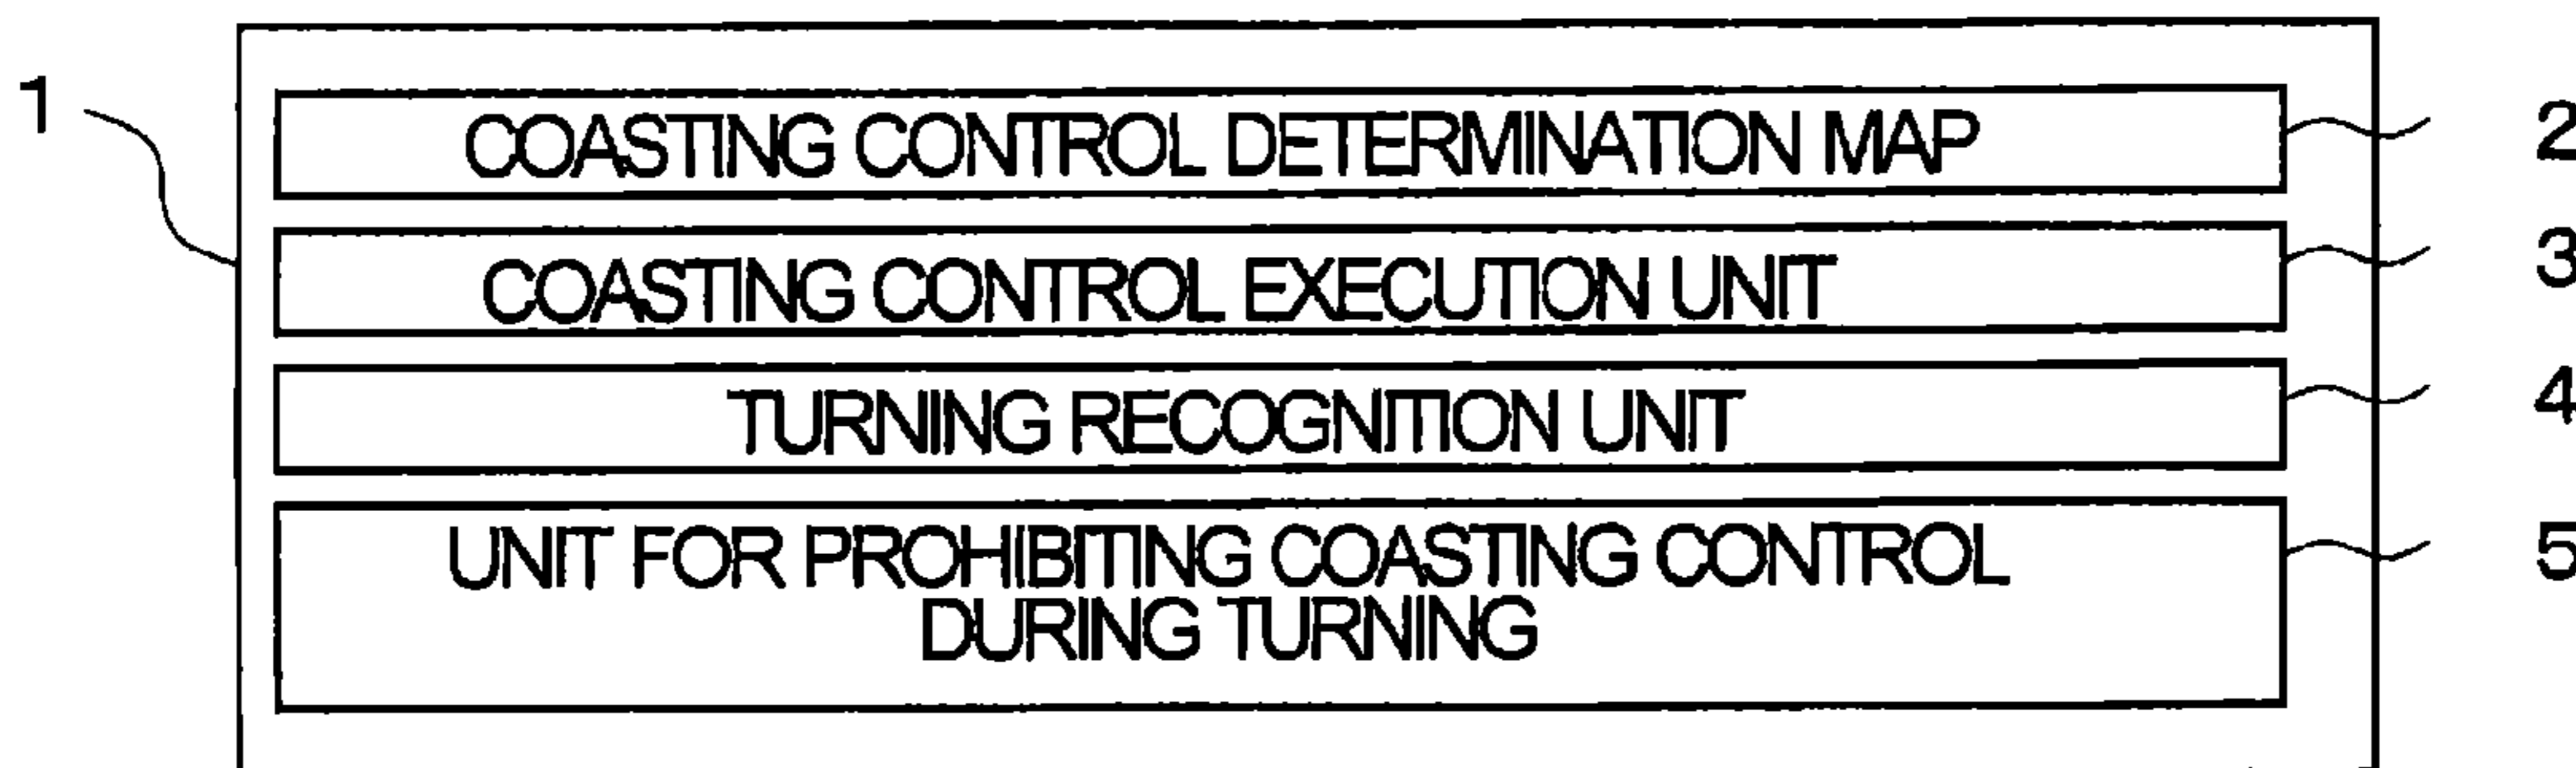 1
COASTING CONTROL DETERMINATION MAP 2
COASTING CONTROL EXECUTION UNIT 3
TURNING RECOGNITION UNIT 4
UNIT FOR PROHIBITING COASTING CONTROL 5
DURING TURNING